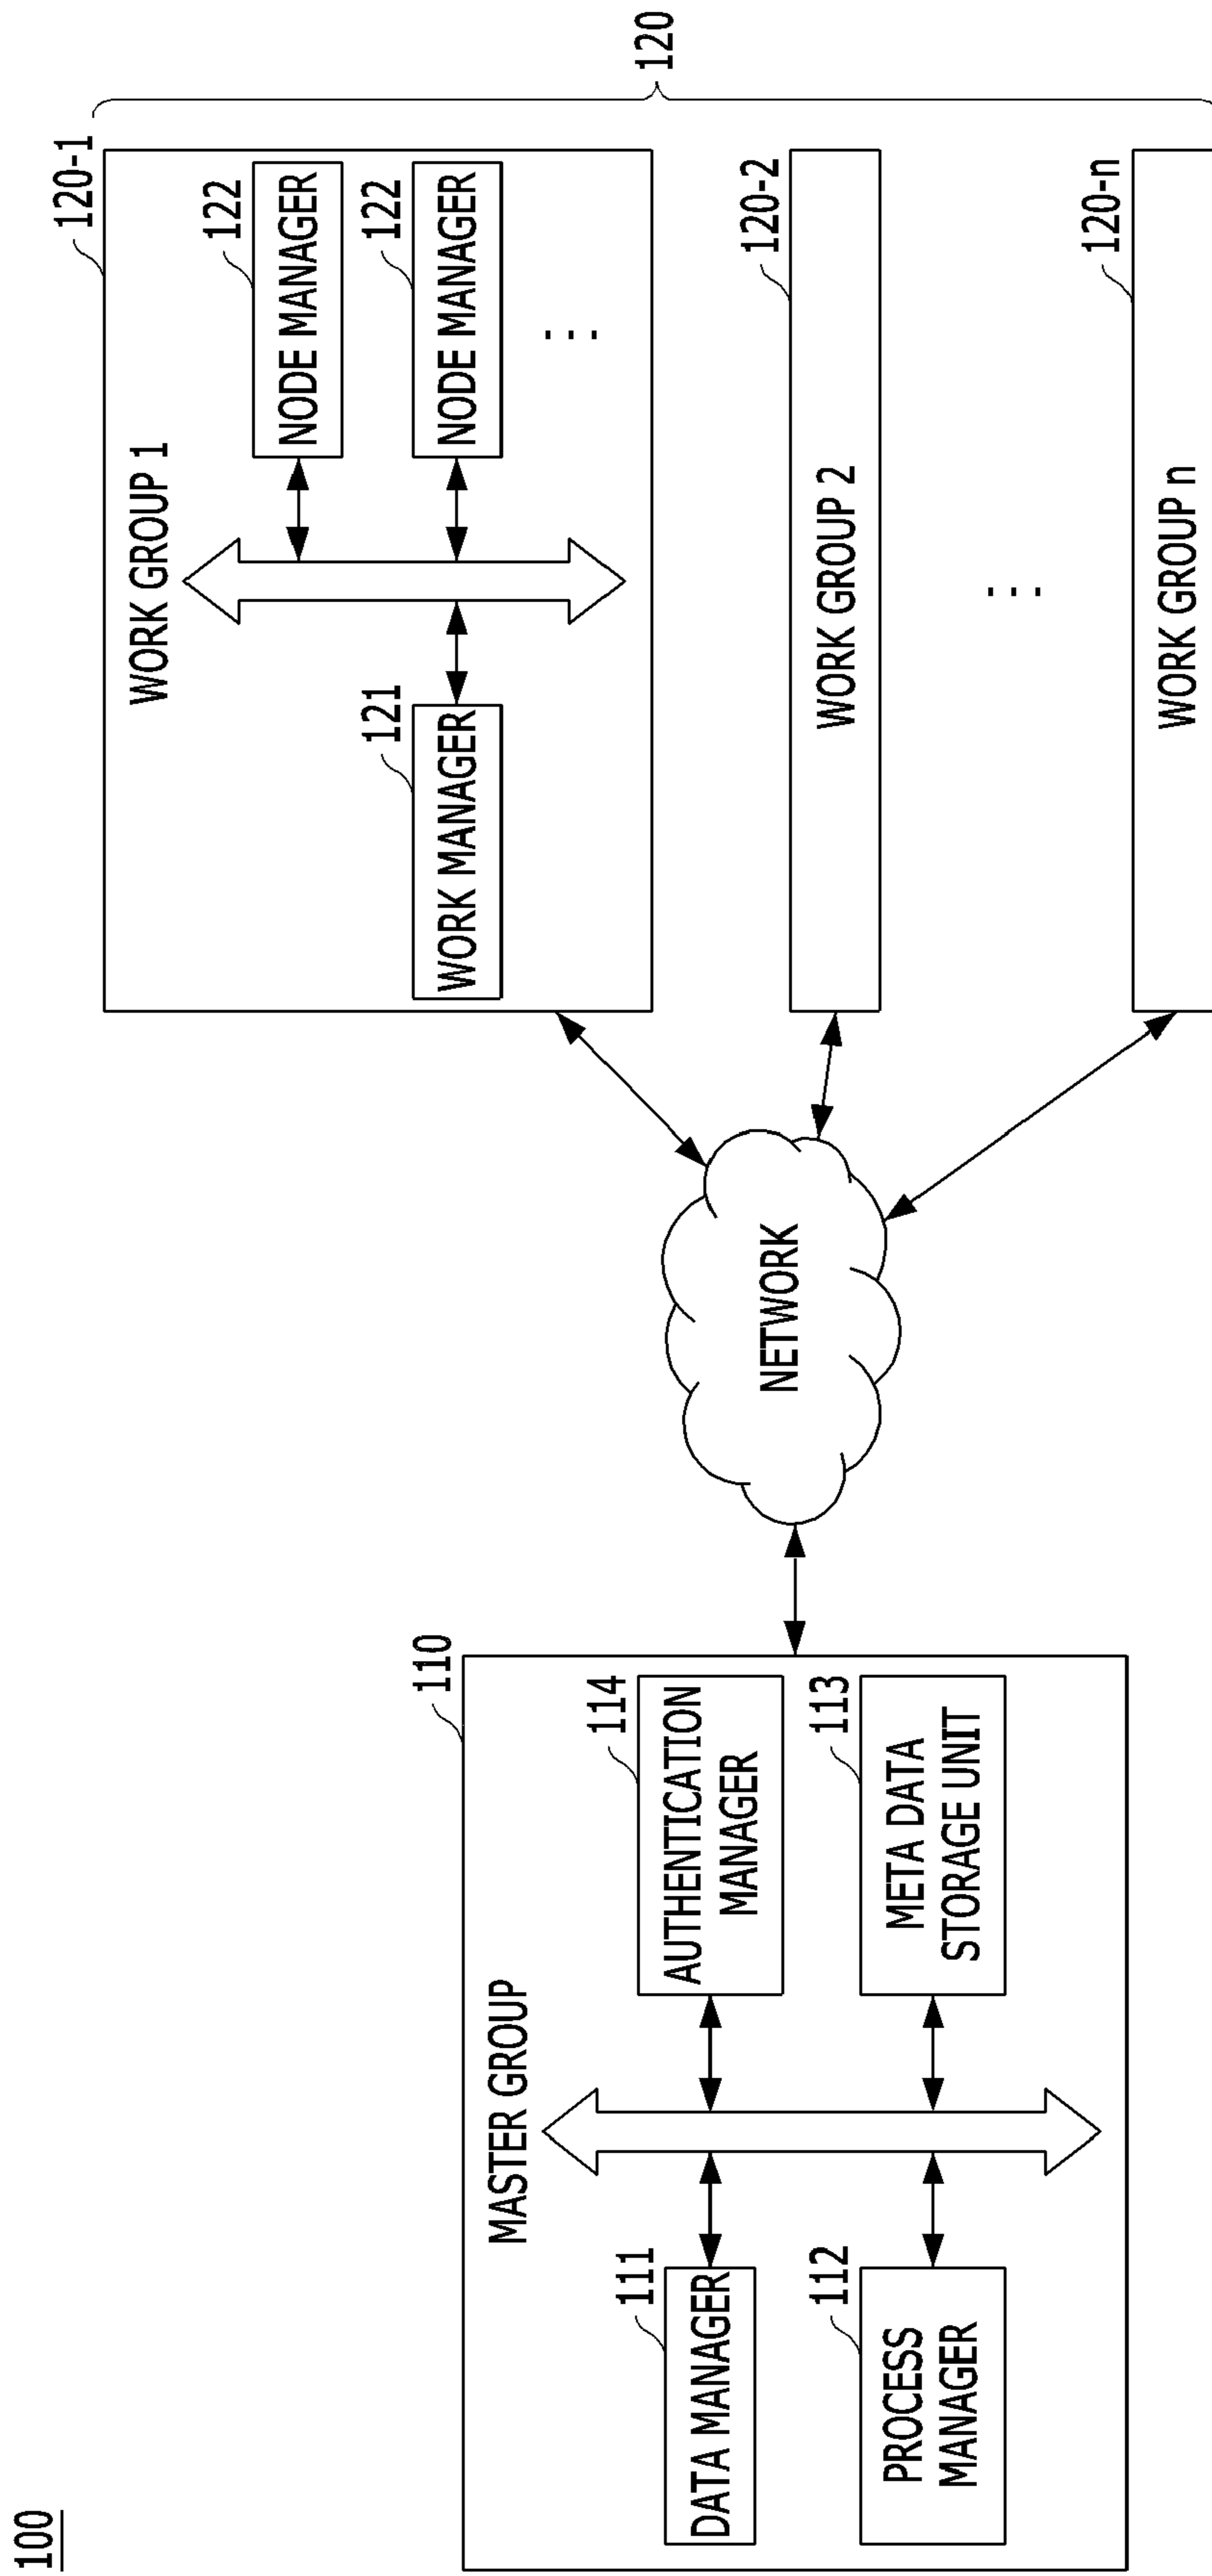 100
MASTER GROUP
110
DATA MANAGER
111
AUTHENTICATION
MANAGER
114
PROCESS
MANAGER
112
META DATA
STORAGE UNIT
113
NETWORK
WORK GROUP 1
120-1
WORK MANAGER
121
NODE MANAGER
122
NODE MANAGER
122
...
WORK GROUP 2
120-2
...
WORK GROUP n
120-n
120